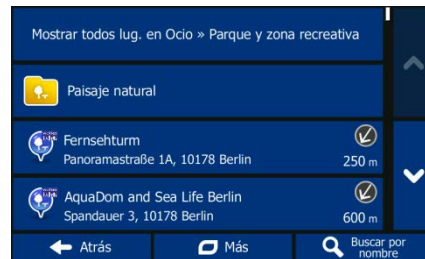 Mostrar todos lug. en Ocio » Parque y zona recreativa
Paisaje natural
Fernsehturm
Panoramastraße 1A, 10178 Berlin
250 m
AquaDom and Sea Life Berlin
Spandauer 3, 10178 Berlin
600 m
Atrás
Más
Buscar por
nombre